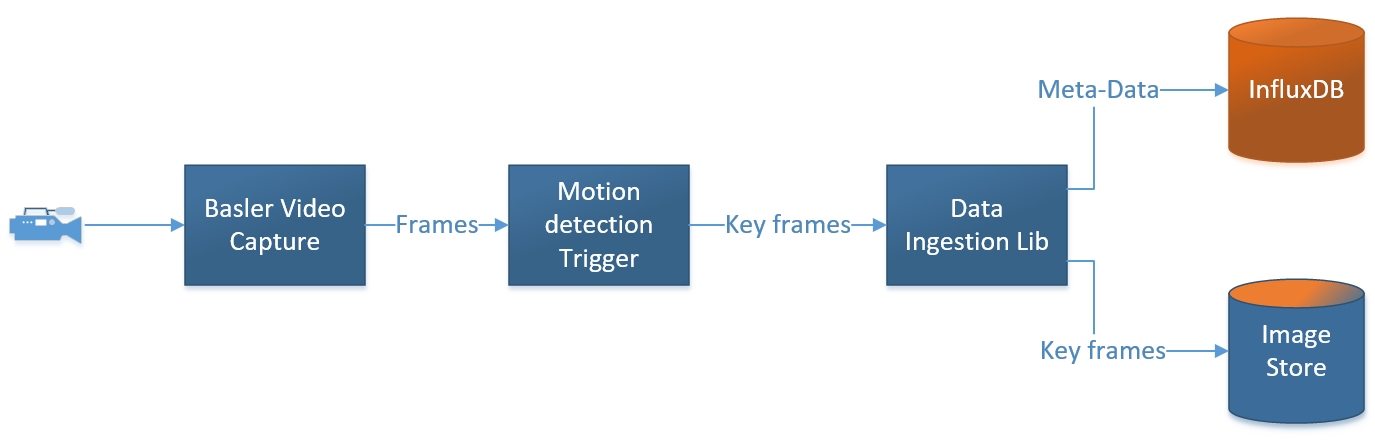 Basler Video
Capture
Frames
Motion
detection
Trigger
Key frames
Data
Ingestion Lib
Meta-Data
InfluxDB
Key frames
Image
Store